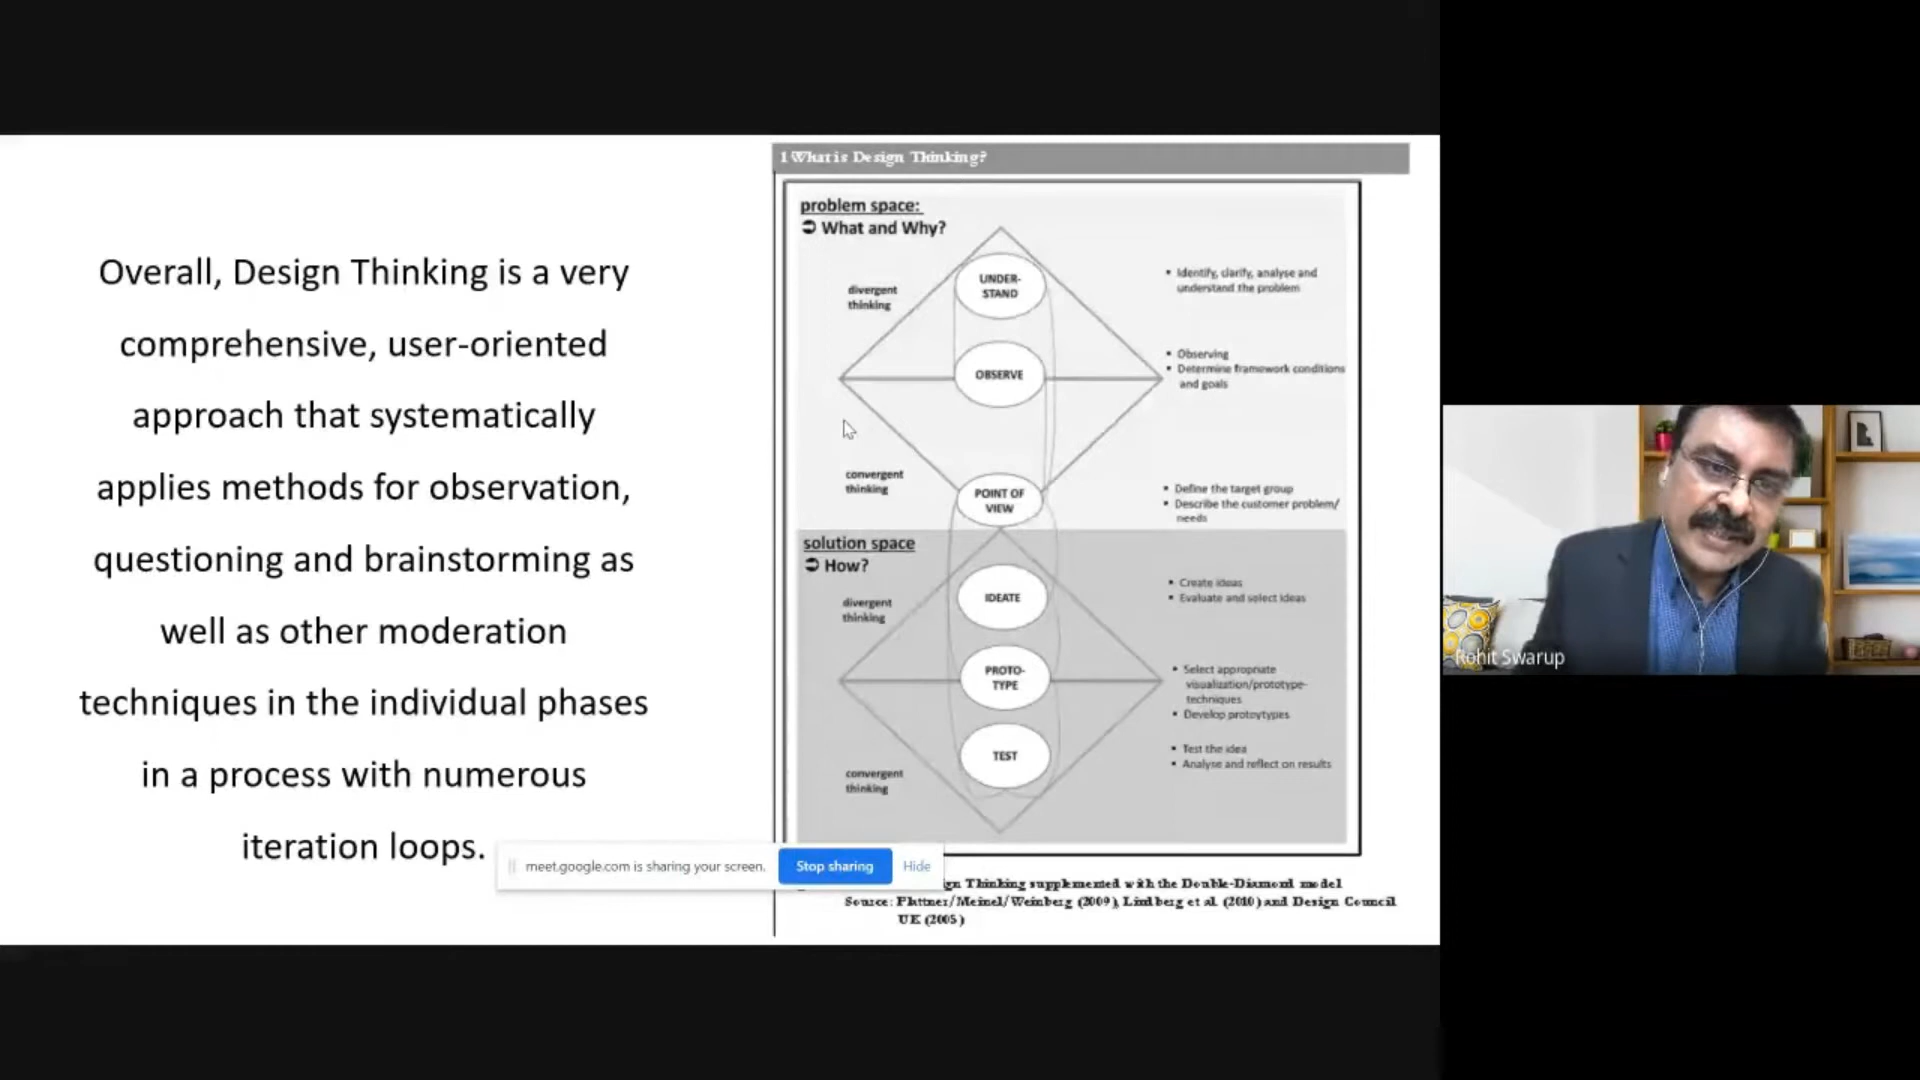 Overall, Design Thinking is a very
comprehensive, user-oriented
approach that systematically
applies methods for observation,
questioning and brainstorming as
well as other moderation
techniques in the individual phases
in a process with numerous
iteration loops.
1 What is Design Thinking?
problem space:
What and Why?
divergent
thinking
UNDER-
STAND
▪ Identify, clarify, analyse and
understand the problem
OBSERVE
▪ Observing
▪ Determine framework conditions
and goals
convergent
thinking
POINT OF
VIEW
▪ Define the target group
▪ Describe the customer problem/
needs
solution space
How?
divergent
thinking
IDEATE
▪ Create ideas
▪ Evaluate and select ideas
PROTO-
TYPE
▪ Select appropriate
visualization/prototype-
techniques
▪ Develop protoytypes
TEST
▪ Test the idea
▪ Analyse and reflect on results
convergent
thinking
meet.google.com is sharing your screen. Stop sharing Hide
Thinking supplemented with the Double-Diamond model
Source: Plattner/Meinel/Weinberg (2009), Lindberg et al. (2010) and Design Council
UK (2005)
Rohit Swarup